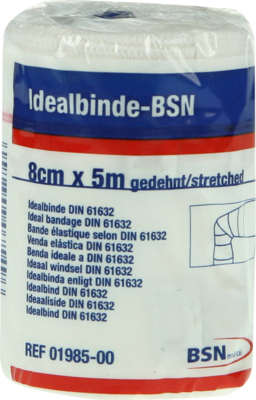 Idealbinde-BSN
8cm x 5m gedehnt/stretched
Idealbinde DIN 61632
Ideal bandage DIN 61632
Bande élastique selon DIN 61632
Venda elástica DIN 61632
Benda ideale a DIN 61632
Ideaal windsel DIN 61632
Idealbinda enligt DIN 61632
Idealbind DIN 61632
Ideaaliside DIN 61632
Idealbind DIN 61632
REF 01985-00
BSN medical